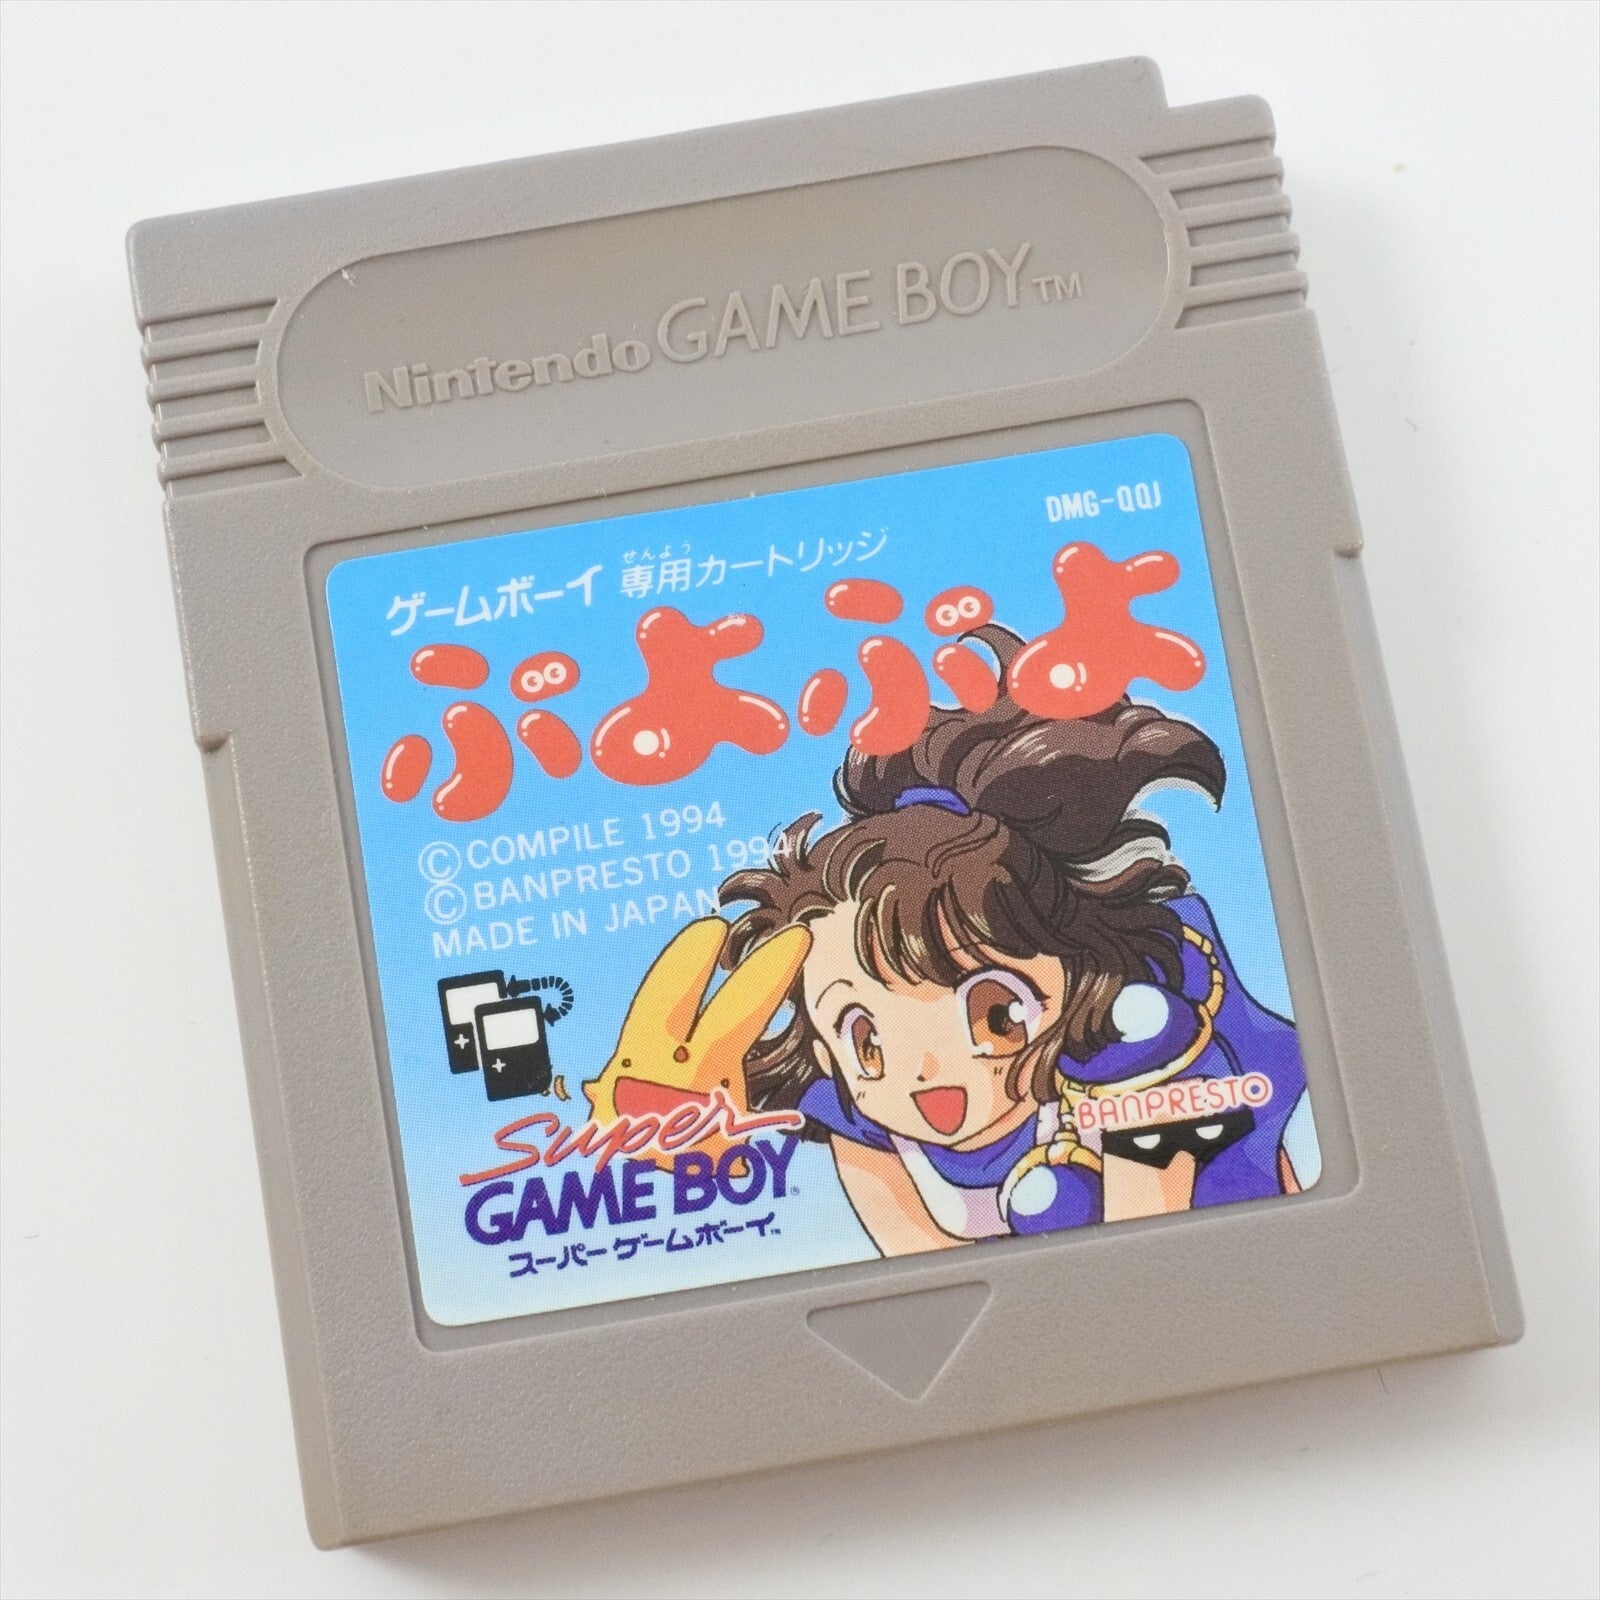 Nintendo GAME BOY™
DMG-QQJ
せんよう
ゲームボーイ 専用カートリッジ
ぷよぷよ
©COMPILE 1994
©BANPRESTO 1994
MADE IN JAPAN
Super
GAME BOY®
スーパーゲームボーイ™
BANPRESTO